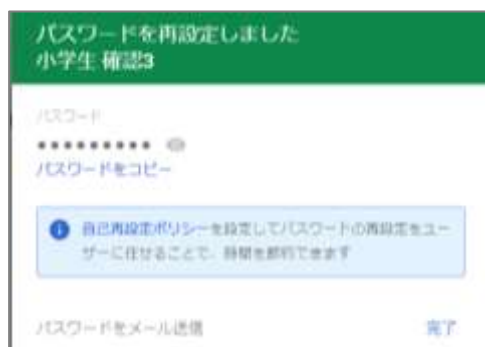 パスワードを再設定しました
小学生 確認3
パスワード
•••••••••
パスワードをコピー
自己再設定ポリシーを設定してパスワードの再設定をユー
ザーに任せることで、時間を節約できます
パスワードをメール送信
完了